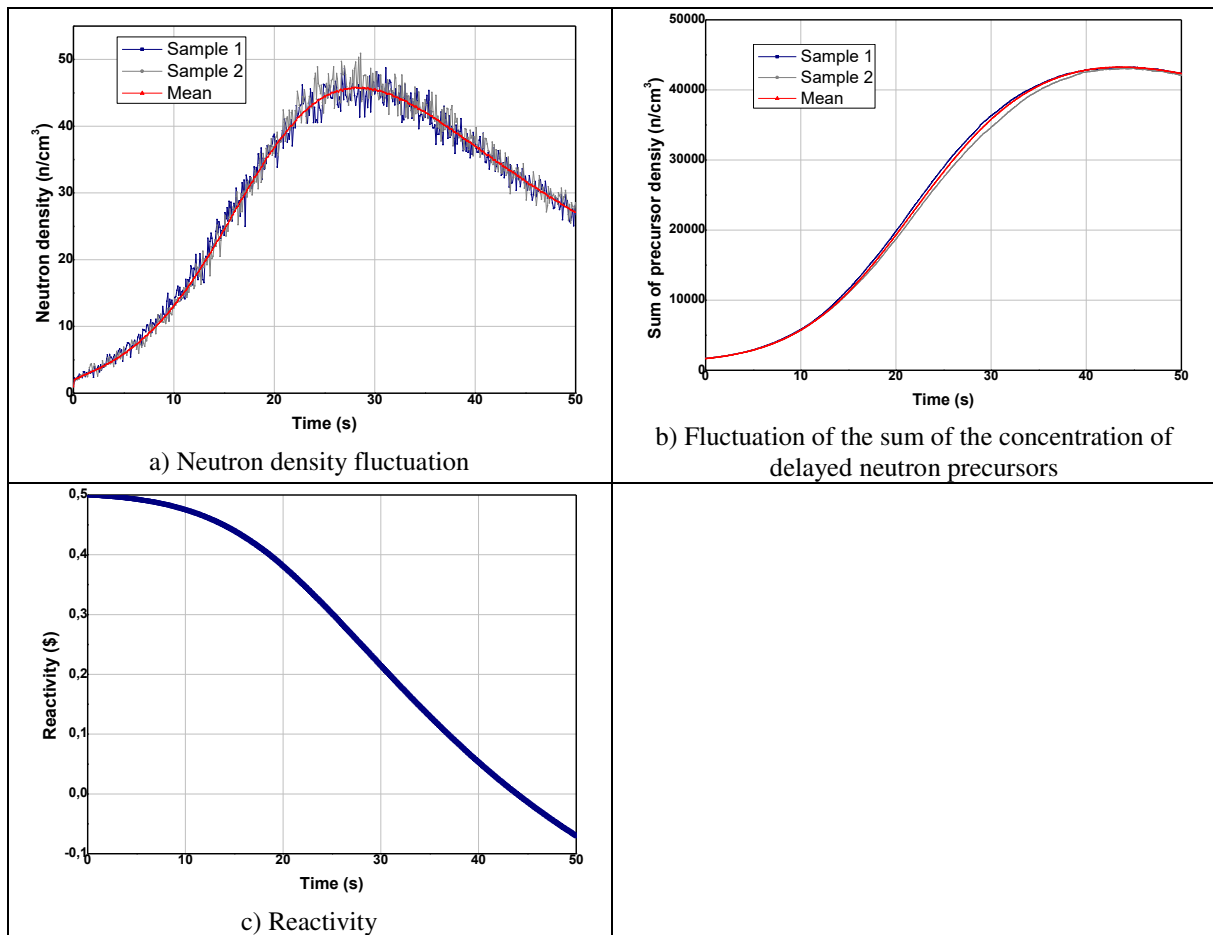 Sample 1
Sample 2
Mean
Neutron density (n/cm³)
50
40
30
20
10
0
0
10
20
30
40
50
Time (s)
a) Neutron density fluctuation
Sample 1
Sample 2
Mean
Sum of precursor densiy (n/cm³)
50000
40000
30000
20000
10000
0
0
10
20
30
40
50
Time (s)
b) Fluctuation of the sum of the concentration of
delayed neutron precursors
Reactivity ($)
0,5
0,4
0,3
0,2
0,1
0,0
-0,1
0
10
20
30
40
50
Time (s)
c) Reactivity